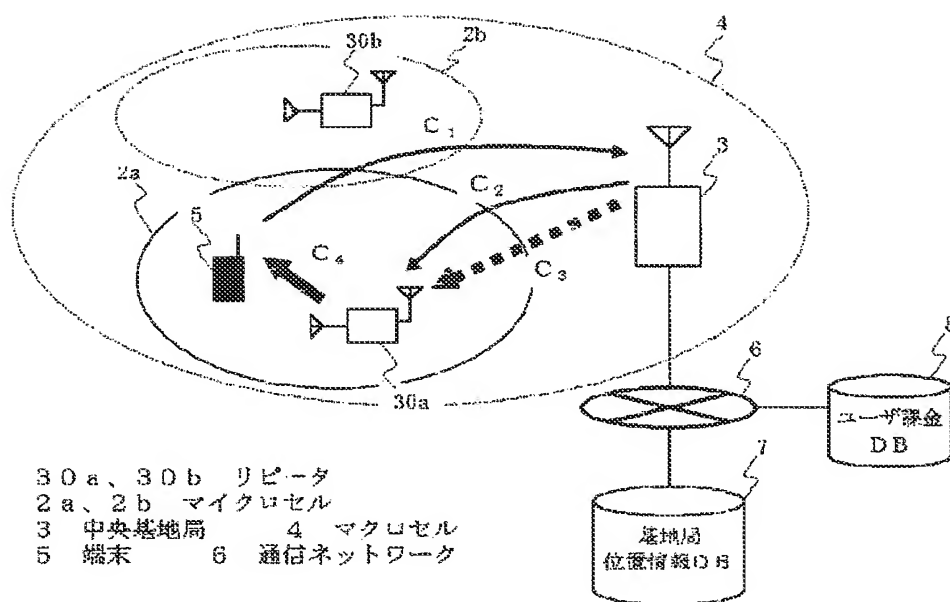 30b
2b
4
C₁
2a
3
C₂
5
C₄
C₃
30a
6
8
ユーザ課金
DB
7
基地局
位置情報DB
30a、30b リピータ
2a、2b マイクロセル
3 中央基地局 4 マクロセル
5 端末 6 通信ネットワーク